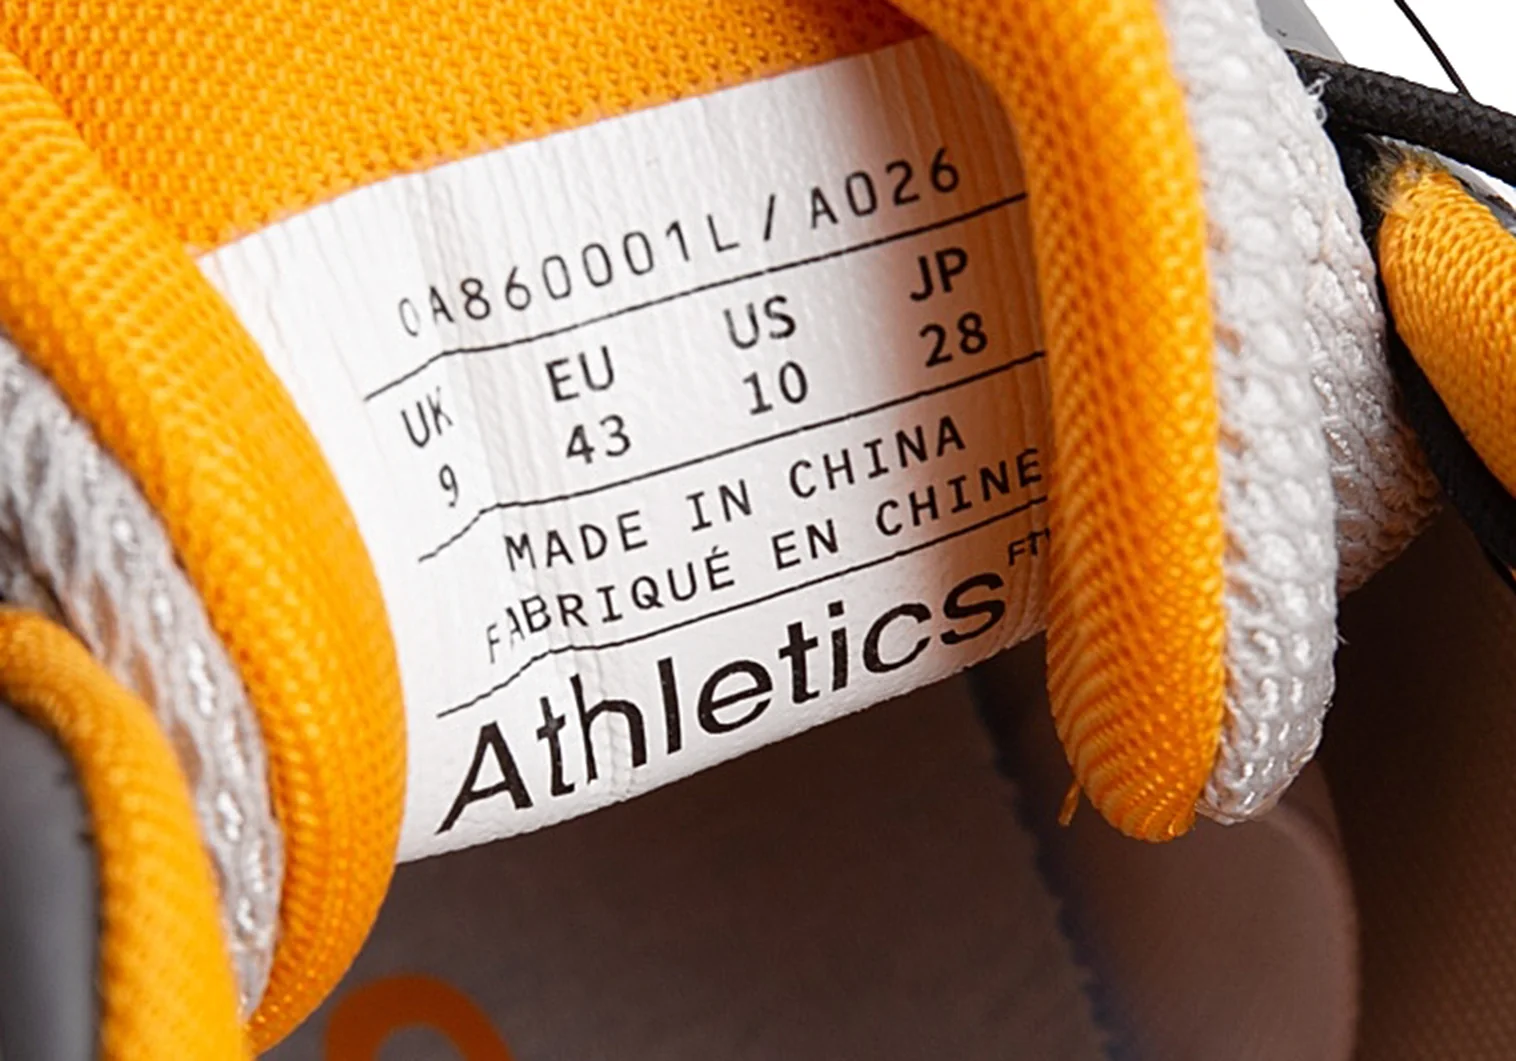 0A860001L/A026
UK EU US JP
9 43 10 28
MADE IN CHINA
FABRIQUÉ EN CHINE
Athletics